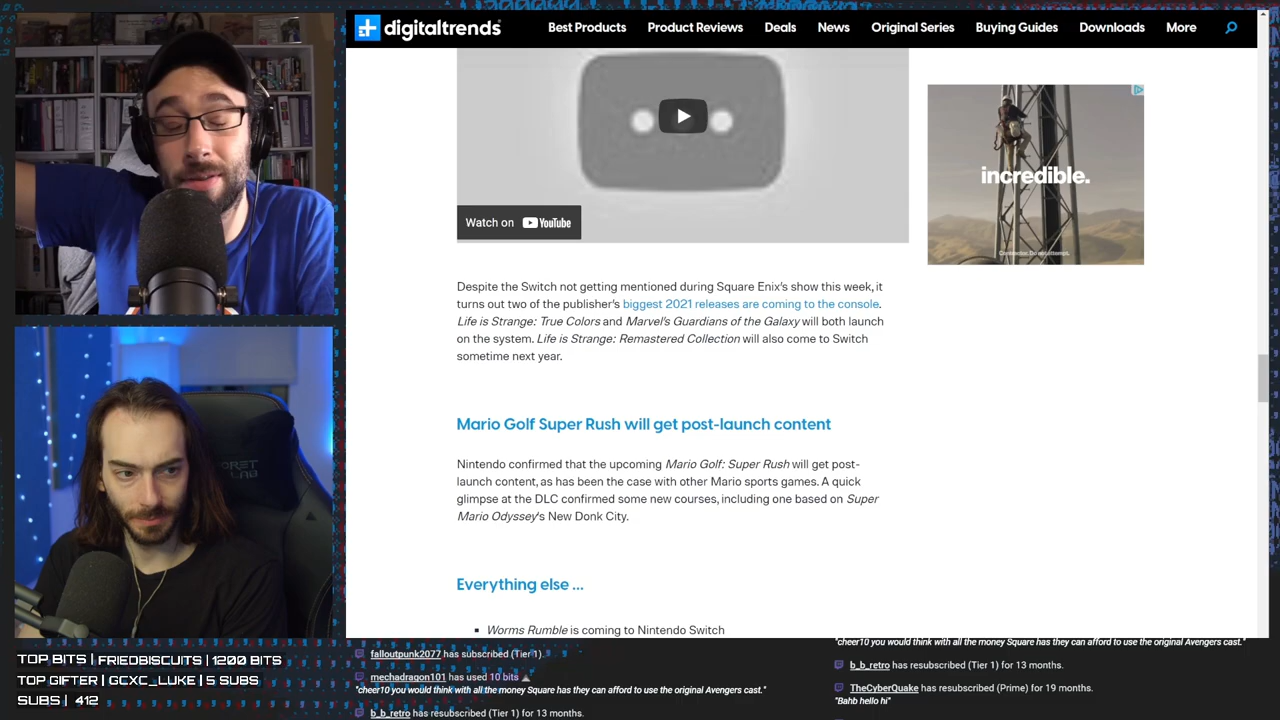 digitaltrends
Best Products
Product Reviews
Deals
News
Original Series
Buying Guides
Downloads
More
Watch on YouTube
incredible.
Despite the Switch not getting mentioned during Square Enix's show this week, it
turns out two of the publisher's biggest 2021 releases are coming to the console.
Life is Strange: True Colors and Marvel's Guardians of the Galaxy will both launch
on the system. Life is Strange: Remastered Collection will also come to Switch
sometime next year.
Mario Golf Super Rush will get post-launch content
Nintendo confirmed that the upcoming Mario Golf: Super Rush will get post-
launch content, as has been the case with other Mario sports games. A quick
glimpse at the DLC confirmed some new courses, including one based on Super
Mario Odyssey's New Donk City.
Everything else ...
Worms Rumble is coming to Nintendo Switch
TOP BITS | FRIEDBISCUITS | 1200 BITS
TOP GIFTER | GCXC_LUKE | 5 SUBS
SUBS | 412
falloutpunk2077 has subscribed (Tier 1).
mechadragon101 has used 10 bits
"cheer10 you would think with all the money Square has they can afford to use the original Avengers cast."
b_b_retro has resubscribed (Tier 1) for 13 months.
"cheer10 you would think with all the money Square has they can afford to use the original Avengers cast."
b_b_retro has resubscribed (Tier 1) for 13 months.
TheCyberQuake has resubscribed (Prime) for 19 months.
"Bahb hello hi"